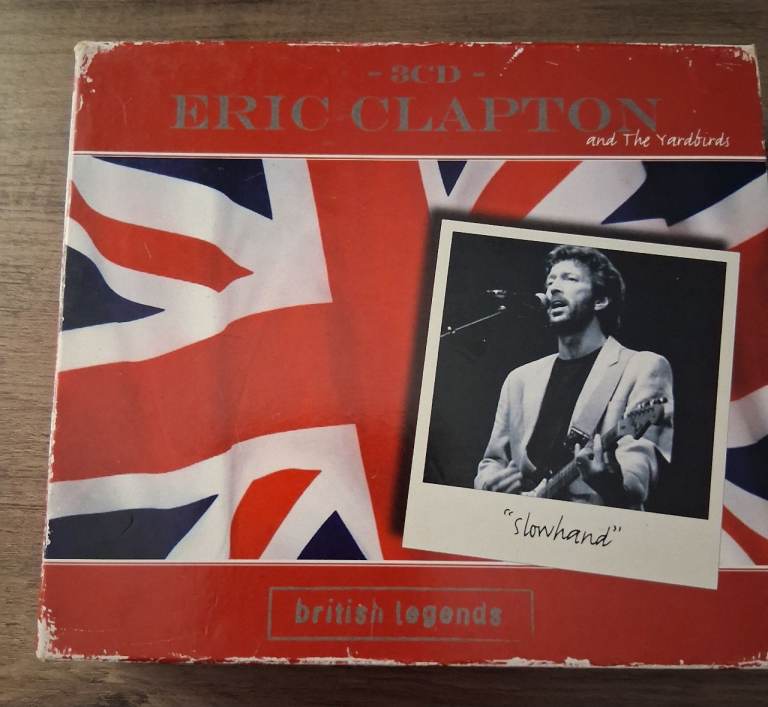 - 3CD -
ERIC CLAPTON
and The Yardbirds
"slowhand"
british legends